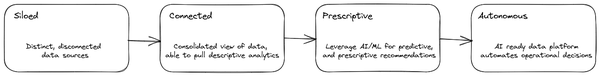 Siloed
Distinct, disconnected
data sources
Connected
Consolidated view of data,
able to pull descriptive analytics
Prescriptive
Leverage AI/ML for predictive,
and prescriptive recommendations
Autonomous
AI ready data platform
automates operational decisions